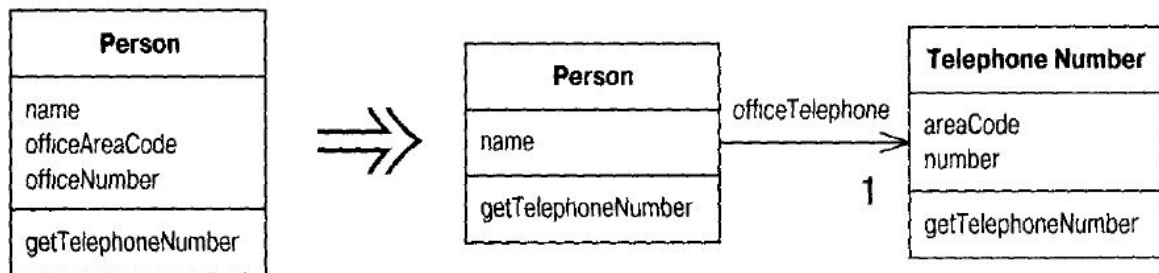 Person
name
officeAreaCode
officeNumber
getTelephoneNumber
Person
name
getTelephoneNumber
officeTelephone
1
Telephone Number
areaCode
number
getTelephoneNumber